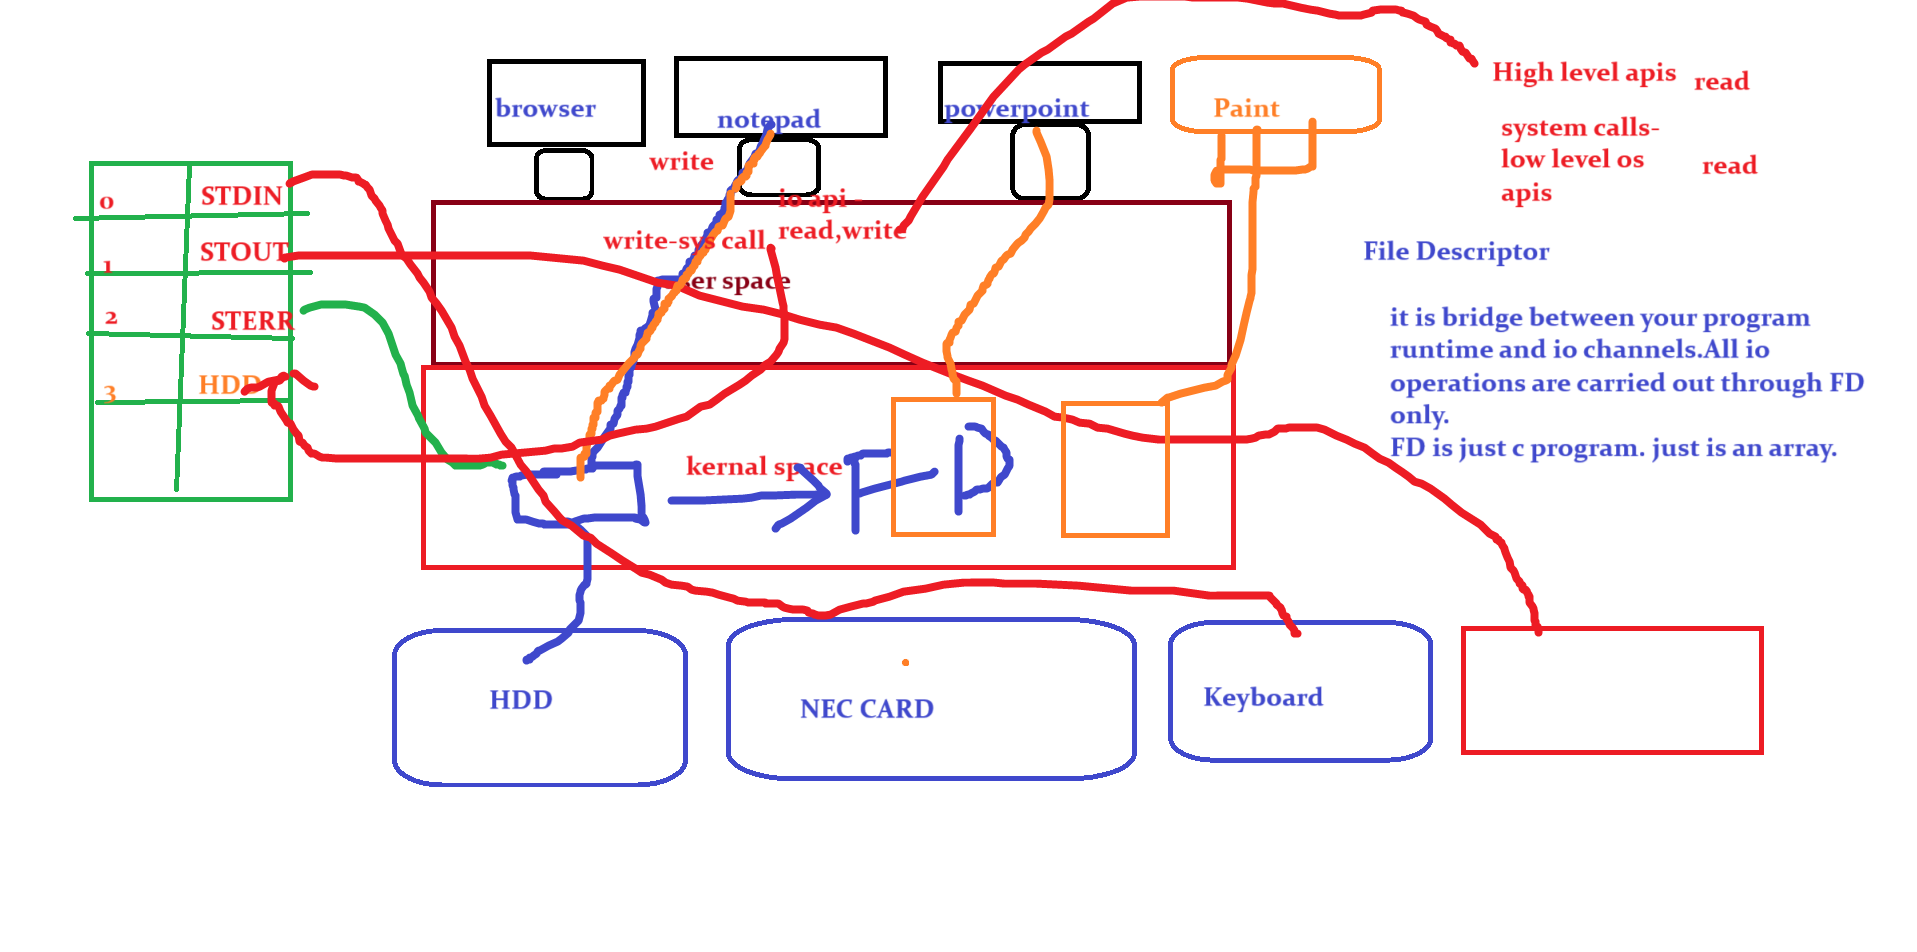 High level apis read
browser
notepad
powerpoint
Paint
system calls-
low level os
apis
read
write
0 STDIN
io api -
read,write
write-sys call
1 STOUT
ser space
2 STERR
3 HDD
File Descriptor
it is bridge between your program
runtime and io channels.All io
operations are carried out through FD
only.
FD is just c program. just is an array.
kernal space
FD
HDD
NEC CARD
Keyboard